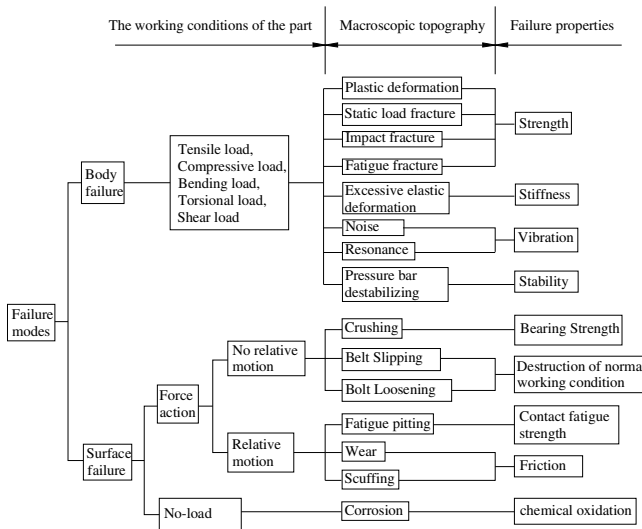 The working conditions of the part
Macroscopic topography
Failure properties
Failure modes
Body failure
Tensile load,
Compressive load,
Bending load,
Torsional load,
Shear load
Plastic deformation
Static load fracture
Impact fracture
Fatigue fracture
Strength
Excessive elastic
deformation
Stiffness
Noise
Resonance
Vibration
Pressure bar
destabilizing
Stability
Surface failure
Force action
No relative
motion
Crushing
Bearing Strength
Belt Slipping
Bolt Loosening
Destruction of norma
working condition
Relative
motion
Fatigue pitting
Contact fatigue
strength
Wear
Scuffing
Friction
No-load
Corrosion
chemical oxidation